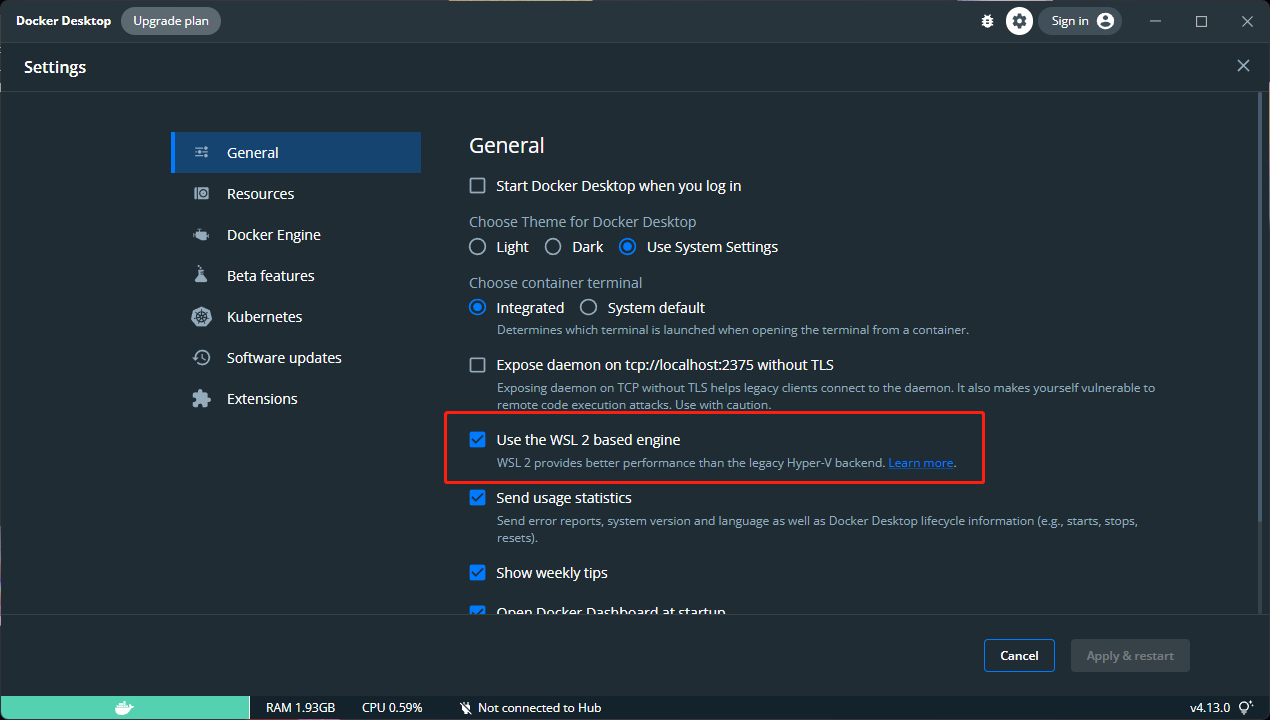 Docker Desktop
Upgrade plan
Sign in
Settings
General
Resources
Docker Engine
Beta features
Kubernetes
Software updates
Extensions
General
Start Docker Desktop when you log in
Choose Theme for Docker Desktop
Light
Dark
Use System Settings
Choose container terminal
Integrated
System default
Determines which terminal is launched when opening the terminal from a container.
Expose daemon on tcp://localhost:2375 without TLS
Exposing daemon on TCP without TLS helps legacy clients connect to the daemon. It also makes yourself vulnerable to
remote code execution attacks. Use with caution.
Use the WSL 2 based engine
WSL 2 provides better performance than the legacy Hyper-V backend. Learn more.
Send usage statistics
Send error reports, system version and language as well as Docker Desktop lifecycle information (e.g., starts, stops,
resets).
Show weekly tips
Open Docker Dashboard at startup
Cancel
Apply & restart
RAM 1.93GB
CPU 0.59%
Not connected to Hub
v4.13.0